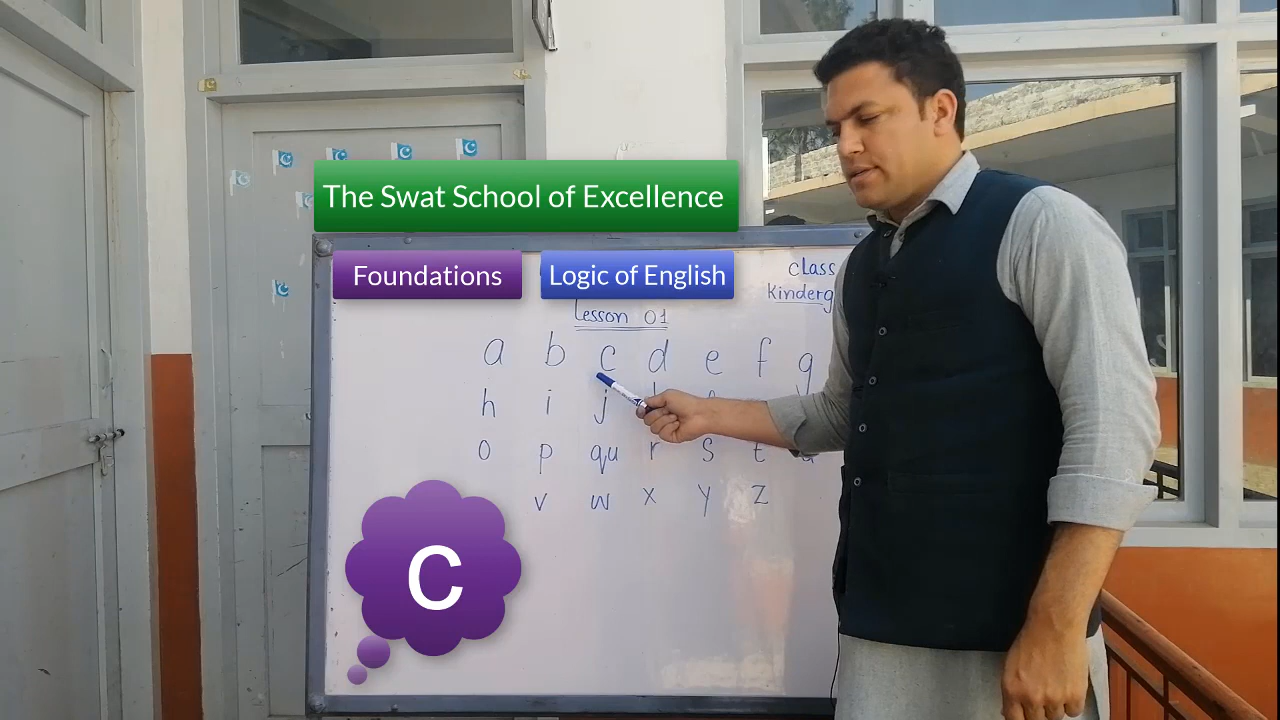 The Swat School of Excellence
Foundations
Logic of English
class
Kinderg
Lesson 01
a b c d e f g
h i j
o p qu r s t u
v w x y z
c